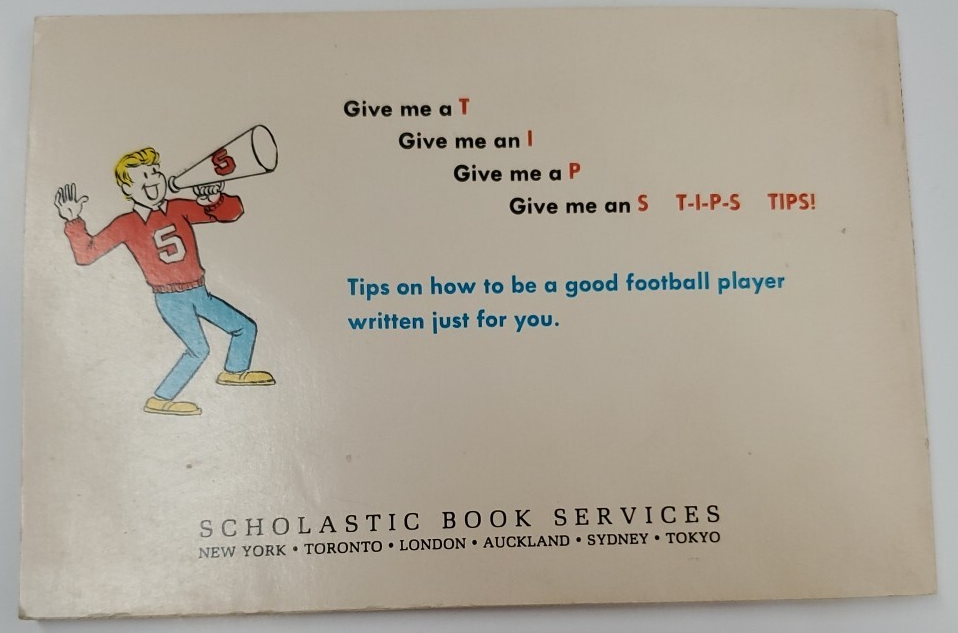 Give me a T
Give me an I
Give me a P
Give me an S T-I-P-S TIPS!
S
5
Tips on how to be a good football player
written just for you.
SCHOLASTIC BOOK SERVICES
NEW YORK • TORONTO • LONDON • AUCKLAND • SYDNEY • TOKYO